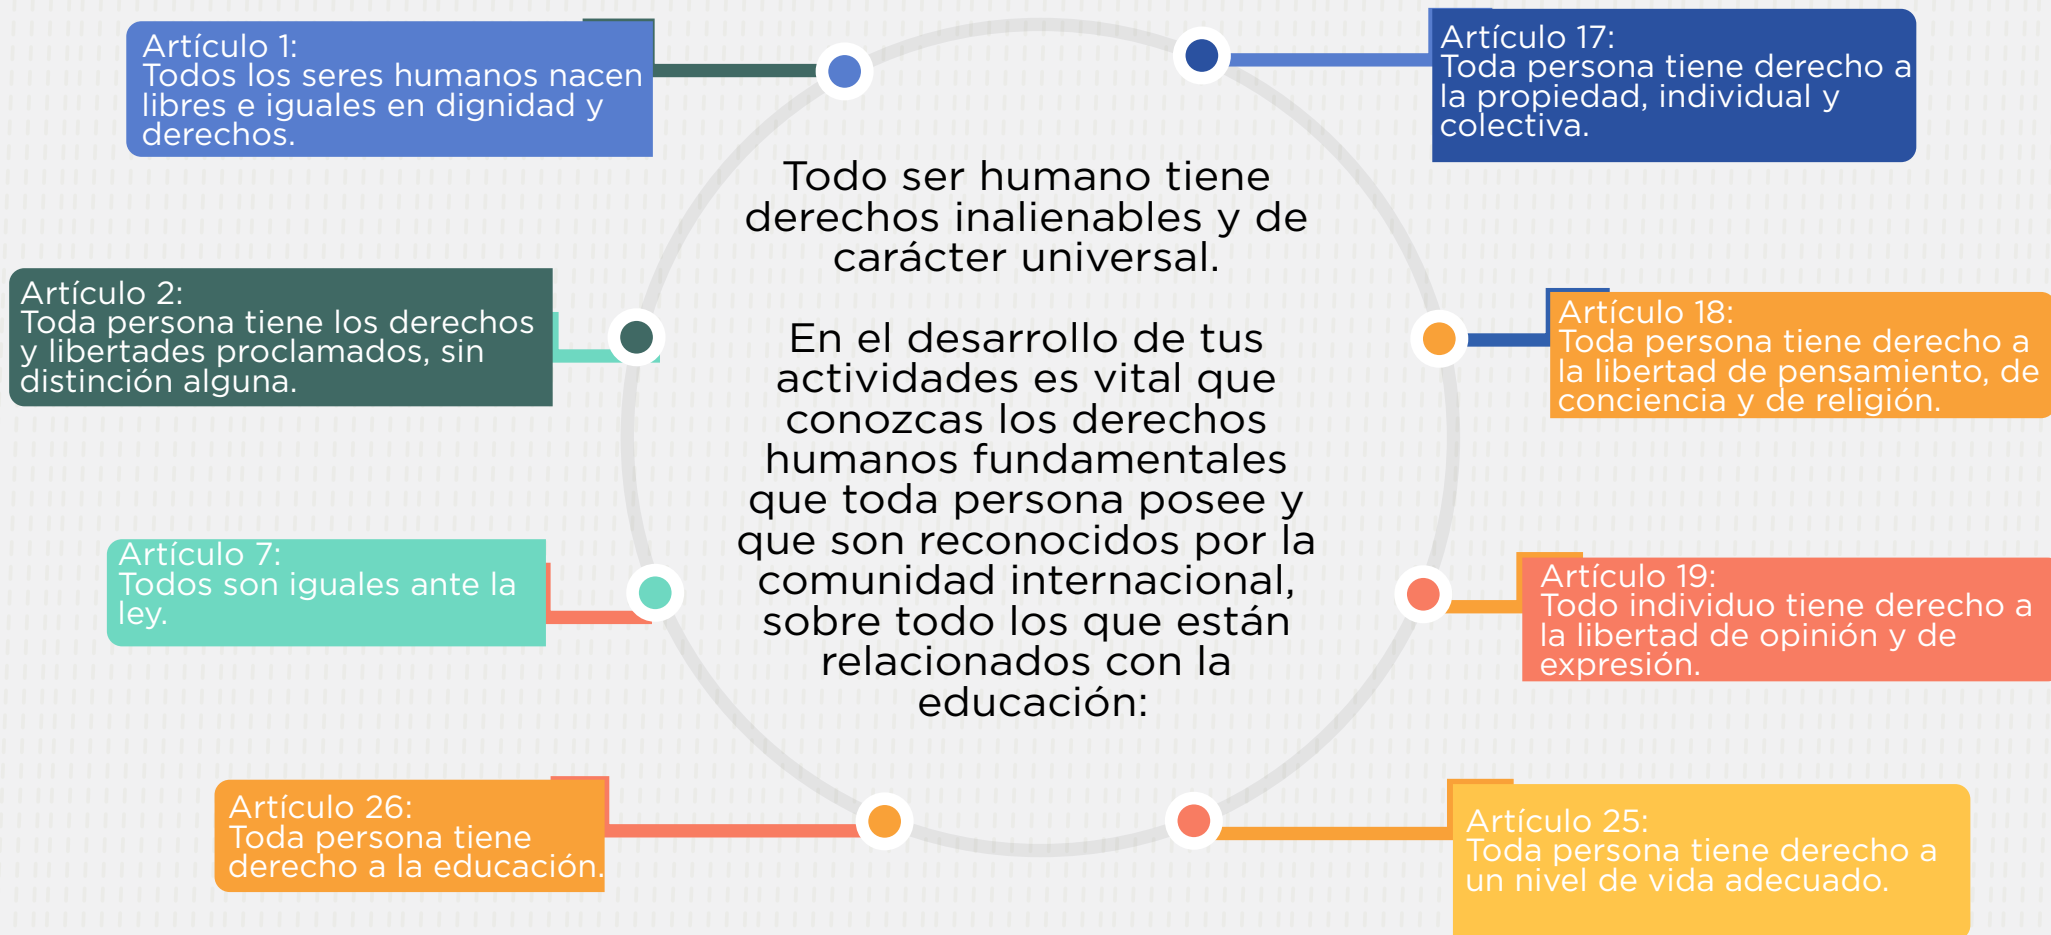 Artículo 1:
Todos los seres humanos nacen
libres e iguales en dignidad y
derechos.
Artículo 2:
Toda persona tiene los derechos
y libertades proclamados, sin
distinción alguna.
Artículo 7:
Todos son iguales ante la
ley.
Artículo 26:
Toda persona tiene
derecho a la educación.
Todo ser humano tiene
derechos inalienables y de
carácter universal.
En el desarrollo de tus
actividades es vital que
conozcas los derechos
humanos fundamentales
que toda persona posee y
que son reconocidos por la
comunidad internacional,
sobre todo los que están
relacionados con la
educación:
Artículo 17:
Toda persona tiene derecho a
la propiedad, individual y
colectiva.
Artículo 18:
Toda persona tiene derecho a
la libertad de pensamiento, de
conciencia y de religión.
Artículo 19:
Todo individuo tiene derecho a
la libertad de opinión y de
expresión.
Artículo 25:
Toda persona tiene derecho a
un nivel de vida adecuado.